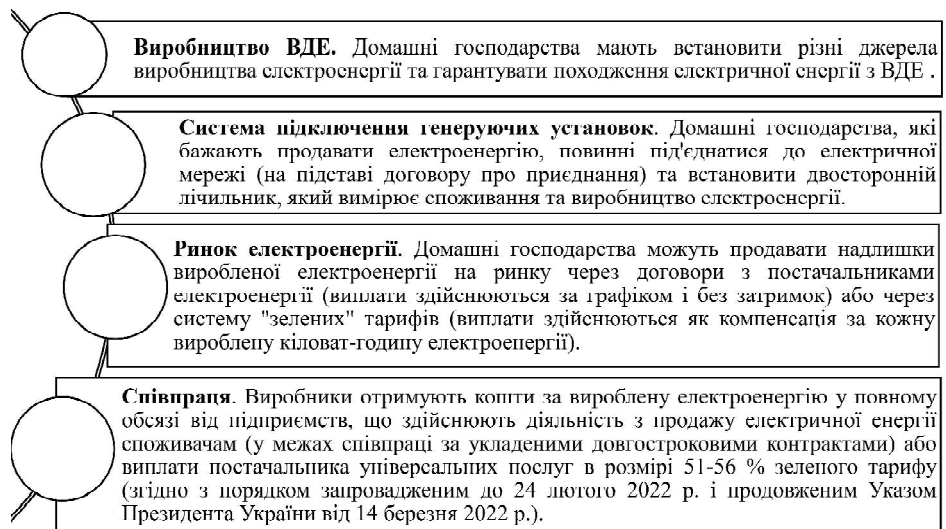 Виробництво ВДЕ. Домашні господарства мають встановити різні джерела
виробництва електроенергії та гарантувати походження електричної енергії з ВДЕ .
Система підключення генеруючих установок. Домашні господарства, які
бажають продавати електроенергію, повинні під'єднатися до електричної
мережі (на підставі договору про приєднання) та встановити двосторонній
лічильник, який вимірює споживання та виробництво електроенергії.
Ринок електроенергії. Домашні господарства можуть продавати надлишки
виробленої електроенергії на ринку через договори з постачальниками
електроенергії (виплати здійснюються за графіком і без затримок) або через
систему "зелених" тарифів (виплати здійснюються як компенсація за кожну
вироблену кіловат-годину електроенергії).
Співпраця. Виробники отримують кошти за вироблену електроенергію у повному
обсязі від підприємств, що здійснюють діяльність з продажу електричної енергії
споживачам (у межах співпраці за укладеними довгостроковими контрактами) або
виплати постачальника універсальних послуг в розмірі 51-56 % зеленого тарифу
(згідно з порядком запровадженим до 24 лютого 2022 р. і продовженим Указом
Президента України від 14 березня 2022 р.).